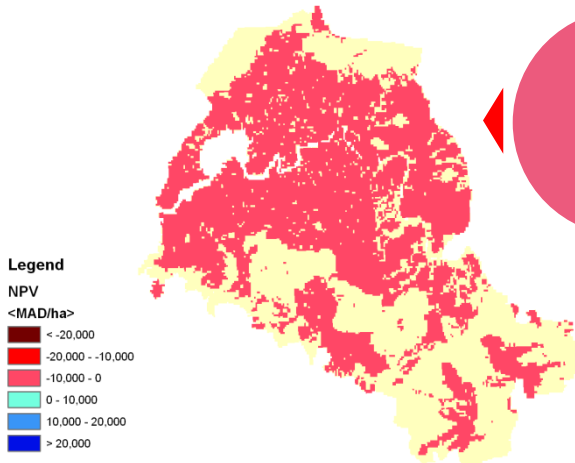 Legend
NPV
<MAD/ha>
< -20,000
-20,000 - -10,000
-10,000 - 0
0 - 10,000
10,000 - 20,000
> 20,000